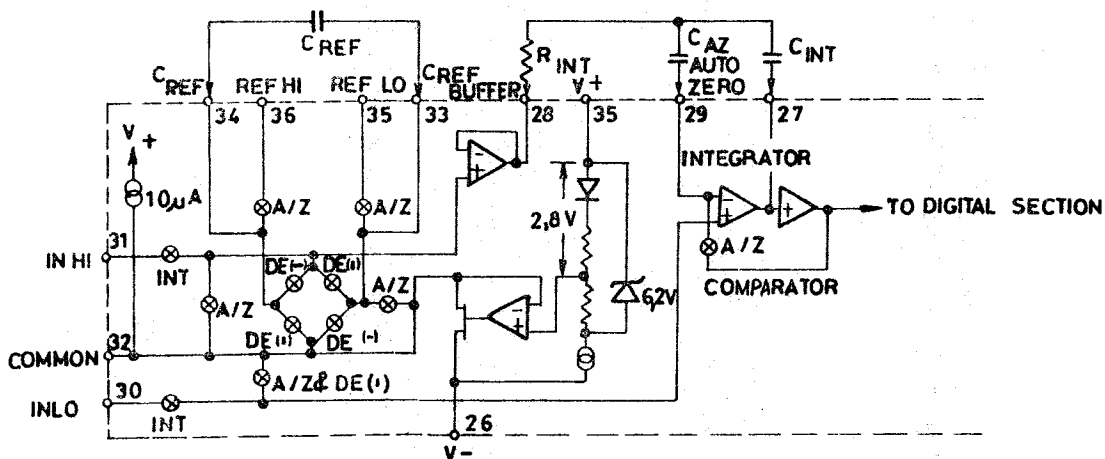 C REF
C REF
REF HI
REF LO
C REF
BUFFER
R INT
V+
C AZ
AUTO
ZERO
C INT
34
36
35
33
28
35
29
27
V+
10µA
A/Z
A/Z
2,8V
INTEGRATOR
TO DIGITAL SECTION
31
IN HI
INT
DE(-)
DE(ı)
A/Z
A/Z
6,2V
A/Z
COMPARATOR
32
COMMON
DE(ı)
DE(-)
30
INLO
INT
A/Z& DE(ı)
26
V-